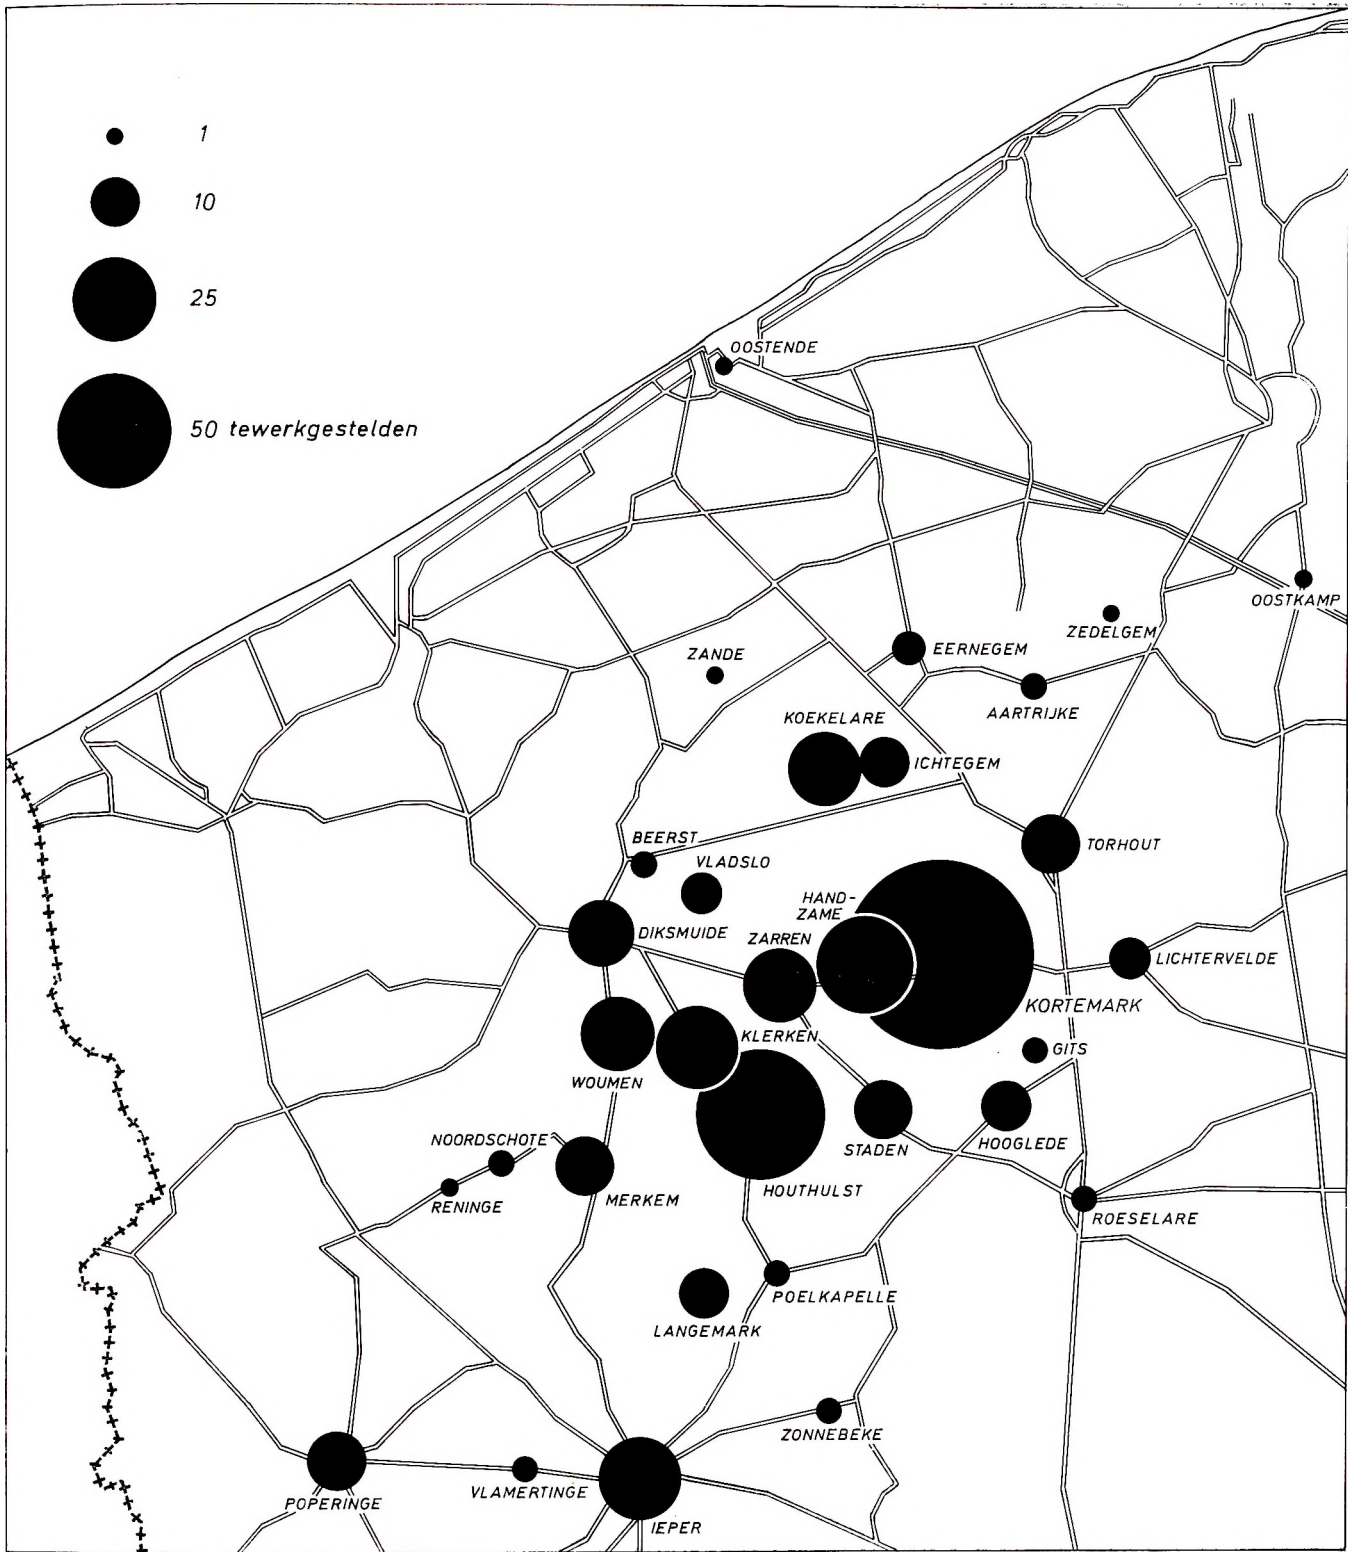 1
10
25
50 tewerkgestelden
OOSTENDE
OOSTKAMP
ZEDELGEM
EERNEGEM
ZANDE
AARTRIJKE
KOEKELARE
ICHTEGEM
BEERST
TORHOUT
VLADSLO
HAND-
ZAME
DIKSMUIDE
ZARREN
LICHTERVELDE
KORTEMARK
KLERKEN
GITS
WOUMEN
NOORDSCHOTE
STADEN
HOOGLEDE
HOUTHULST
MERKEM
RENINGE
ROESELARE
POELKAPELLE
LANGEMARK
ZONNEBEKE
VLAMERTINGE
POPERINGE
IEPER